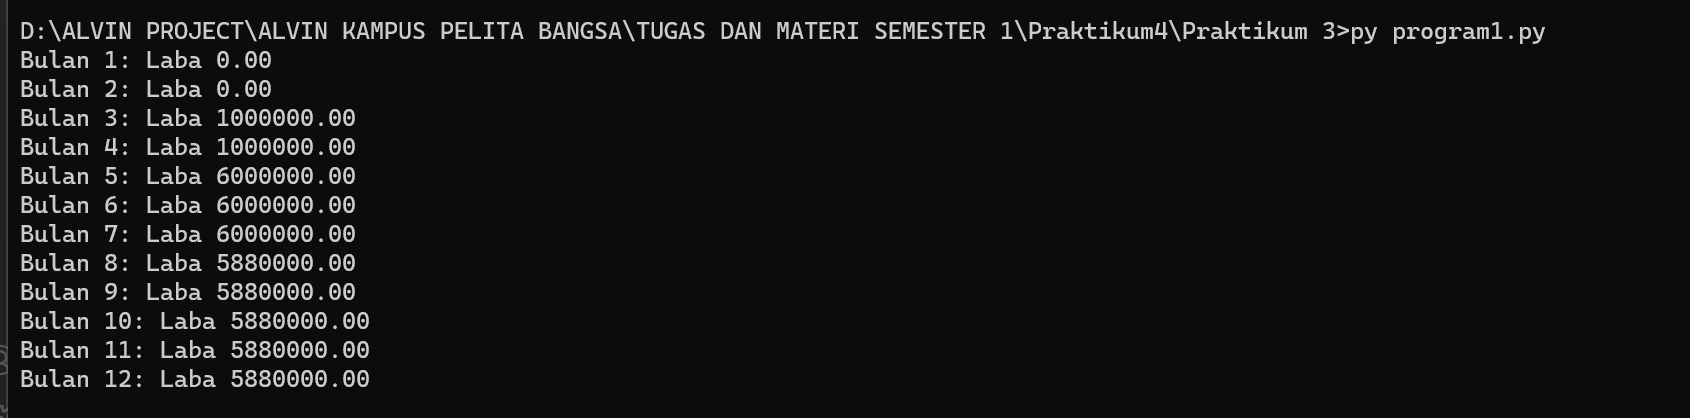 D:\ALVIN PROJECT\ALVIN KAMPUS PELITA BANGSA\TUGAS DAN MATERI SEMESTER 1\Praktikum4\Praktikum 3>py program1.py
Bulan 1: Laba 0.00
Bulan 2: Laba 0.00
Bulan 3: Laba 1000000.00
Bulan 4: Laba 1000000.00
Bulan 5: Laba 6000000.00
Bulan 6: Laba 6000000.00
Bulan 7: Laba 6000000.00
Bulan 8: Laba 5880000.00
Bulan 9: Laba 5880000.00
Bulan 10: Laba 5880000.00
Bulan 11: Laba 5880000.00
Bulan 12: Laba 5880000.00